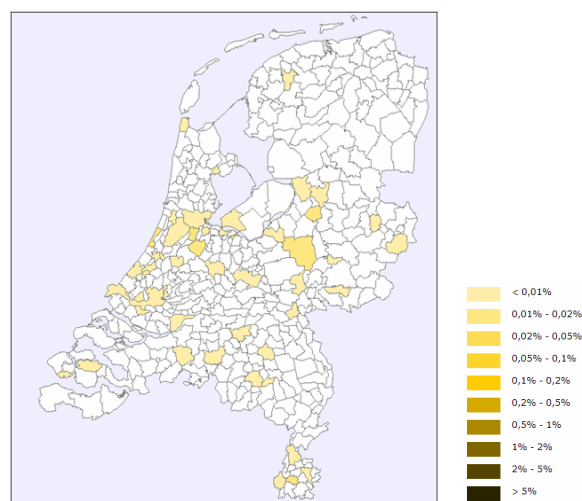 < 0,01%
0,01% - 0,02%
0,02% - 0,05%
0,05% - 0,1%
0,1% - 0,2%
0,2% - 0,5%
0,5% - 1%
1% - 2%
2% - 5%
> 5%